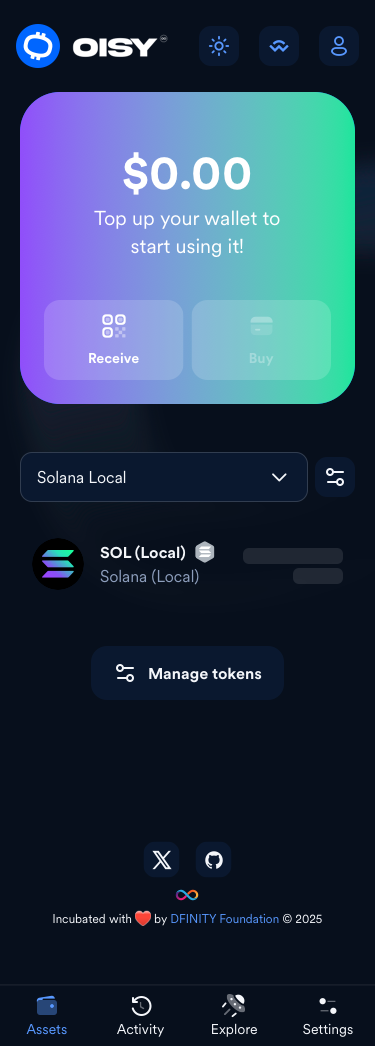 OISY
$0.00
Top up your wallet to
start using it!
Receive
Buy
Solana Local
SOL (Local)
Solana (Local)
Manage tokens
Incubated with ❤️ by DFINITY Foundation © 2025
Assets
Activity
Explore
Settings